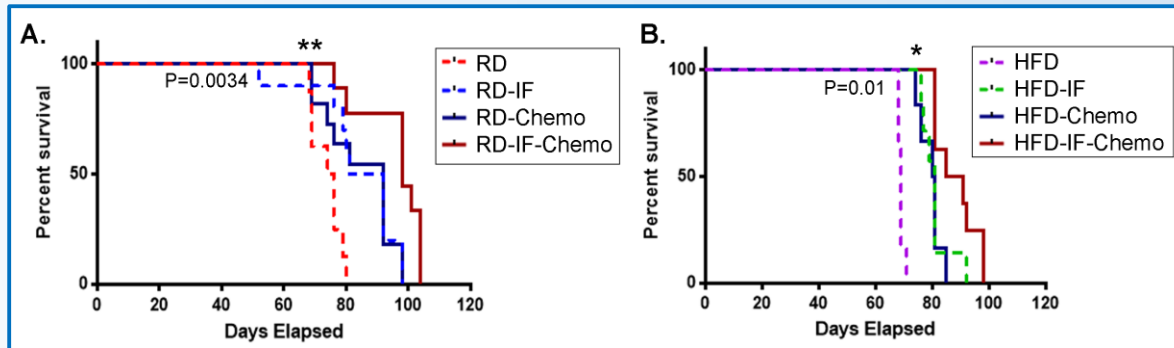 A.
**
P=0.0034
Percent survival
100
50
0
0 20 40 60 80 100 120
Days Elapsed
RD
RD-IF
RD-Chemo
RD-IF-Chemo
B.
*
P=0.01
Percent survival
100
50
0
0 20 40 60 80 100 120
Days Elapsed
HFD
HFD-IF
HFD-Chemo
HFD-IF-Chemo